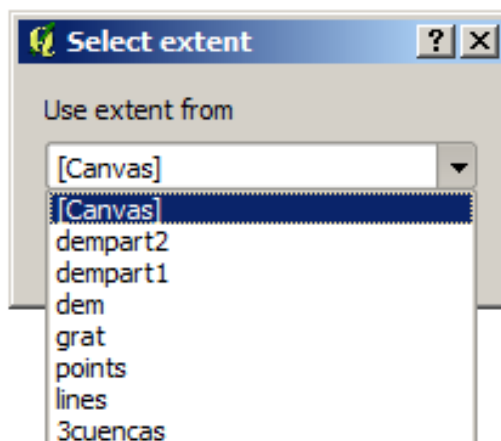 Select extent
Use extent from
[Canvas]
[Canvas]
dempart2
dempart1
dem
grat
points
lines
3cuencas